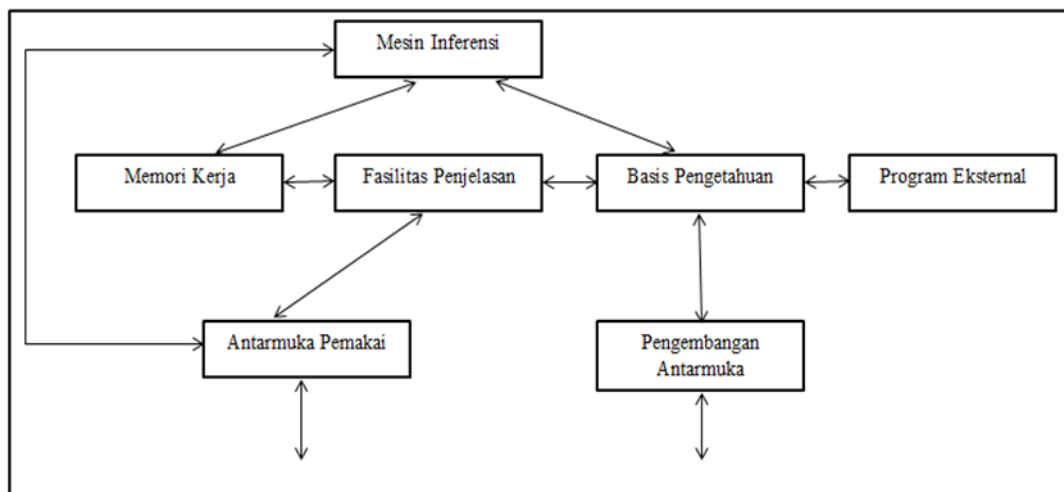 Mesin Inferensi
Memori Kerja
Fasilitas Penjelasan
Basis Pengetahuan
Program Eksternal
Antarmuka Pemakai
Pengembangan
Antarmuka